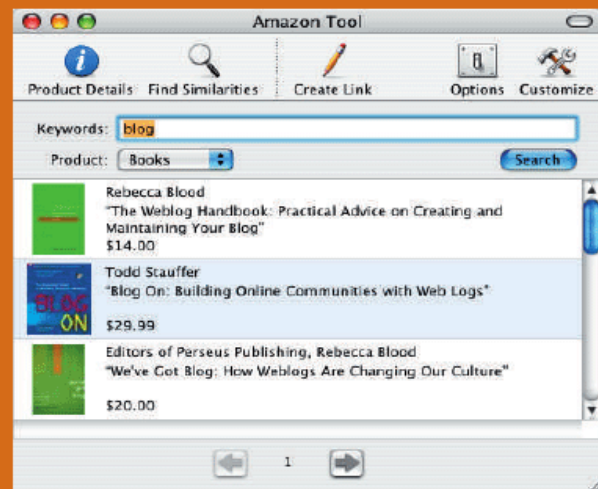 Amazon Tool
Product Details Find Similarities Create Link Options Customize
Keywords: blog
Product: Books Search
Rebecca Blood
"The Weblog Handbook: Practical Advice on Creating and
Maintaining Your Blog"
$14.00
Todd Stauffer
"Blog On: Building Online Communities with Web Logs"
$29.99
BLOG
ON
Editors of Perseus Publishing, Rebecca Blood
"We've Got Blog: How Weblogs Are Changing Our Culture"
$20.00
1